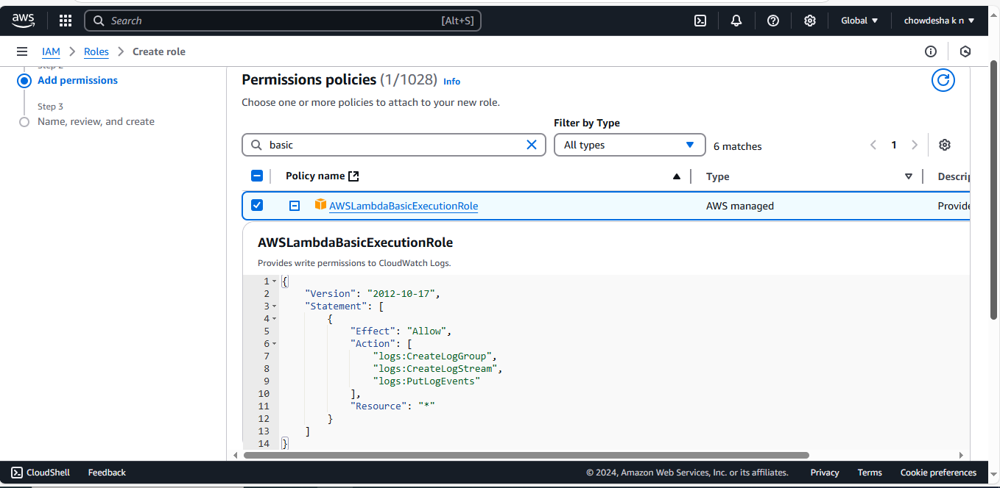 aws
Search [Alt+S]
Global ▼ chowdesha k n ▼
IAM > Roles > Create role
Step 2
Add permissions
Step 3
Name, review, and create
Permissions policies (1/1028) Info
Choose one or more policies to attach to your new role.
Filter by Type
basic
All types
6 matches
1
Policy name
Type
Descrip
AWSLambdaBasicExecutionRole
AWS managed
Provide
AWSLambdaBasicExecutionRole
Provides write permissions to CloudWatch Logs.
1 {
2 "Version": "2012-10-17",
3 "Statement": [
4 {
5 "Effect": "Allow",
6 "Action": [
7 "logs:CreateLogGroup",
8 "logs:CreateLogStream",
9 "logs:PutLogEvents"
10 ],
11 "Resource": "*"
12 }
13 ]
14 }
CloudShell Feedback © 2024, Amazon Web Services, Inc. or its affiliates. Privacy Terms Cookie preferences